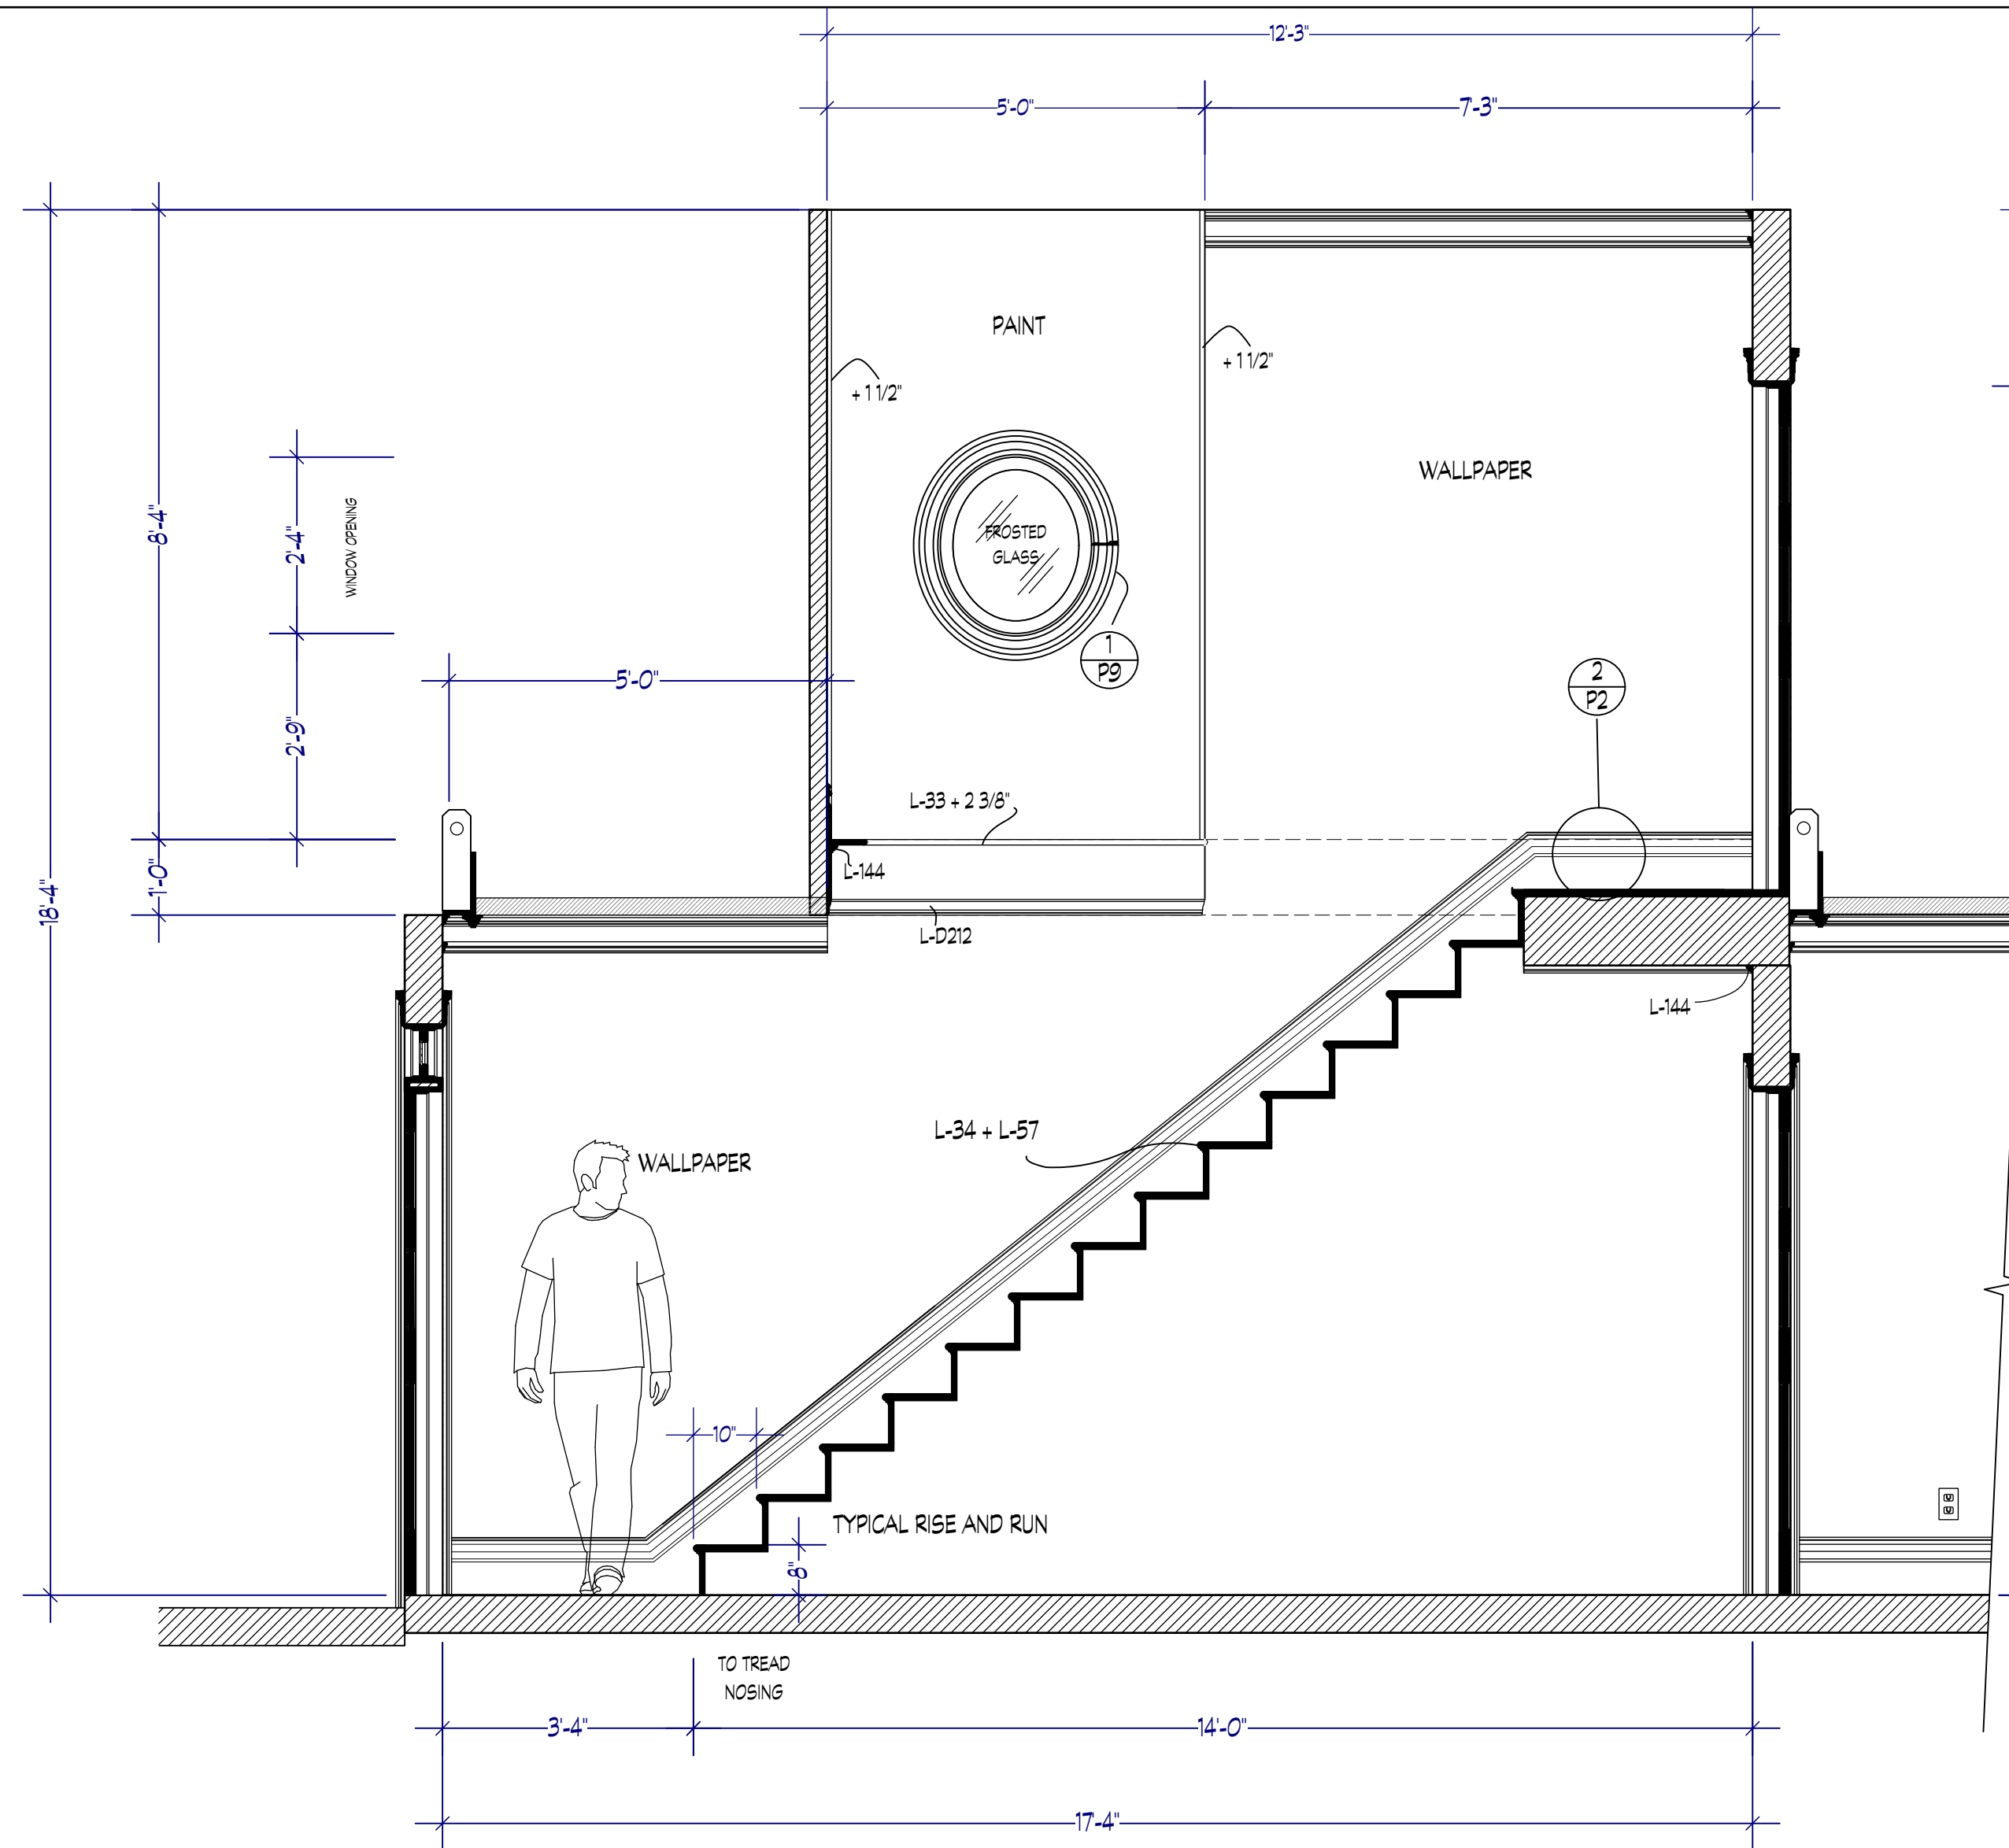 12'-3"
5'-0"
7'-3"
PAINT
+ 1 1/2"
+ 1 1/2"
WALLPAPER
8'-4"
2'-4"
WINDOW OPENING
FROSTED
GLASS
1
P9
2
P2
5'-0"
2'-9"
L-33 + 2 3/8"
L-144
1'-0"
18'-4"
L-D212
L-144
L-34 + L-57
WALLPAPER
10"
TYPICAL RISE AND RUN
8"
TO TREAD
NOSING
3'-4"
14'-0"
17'-4"